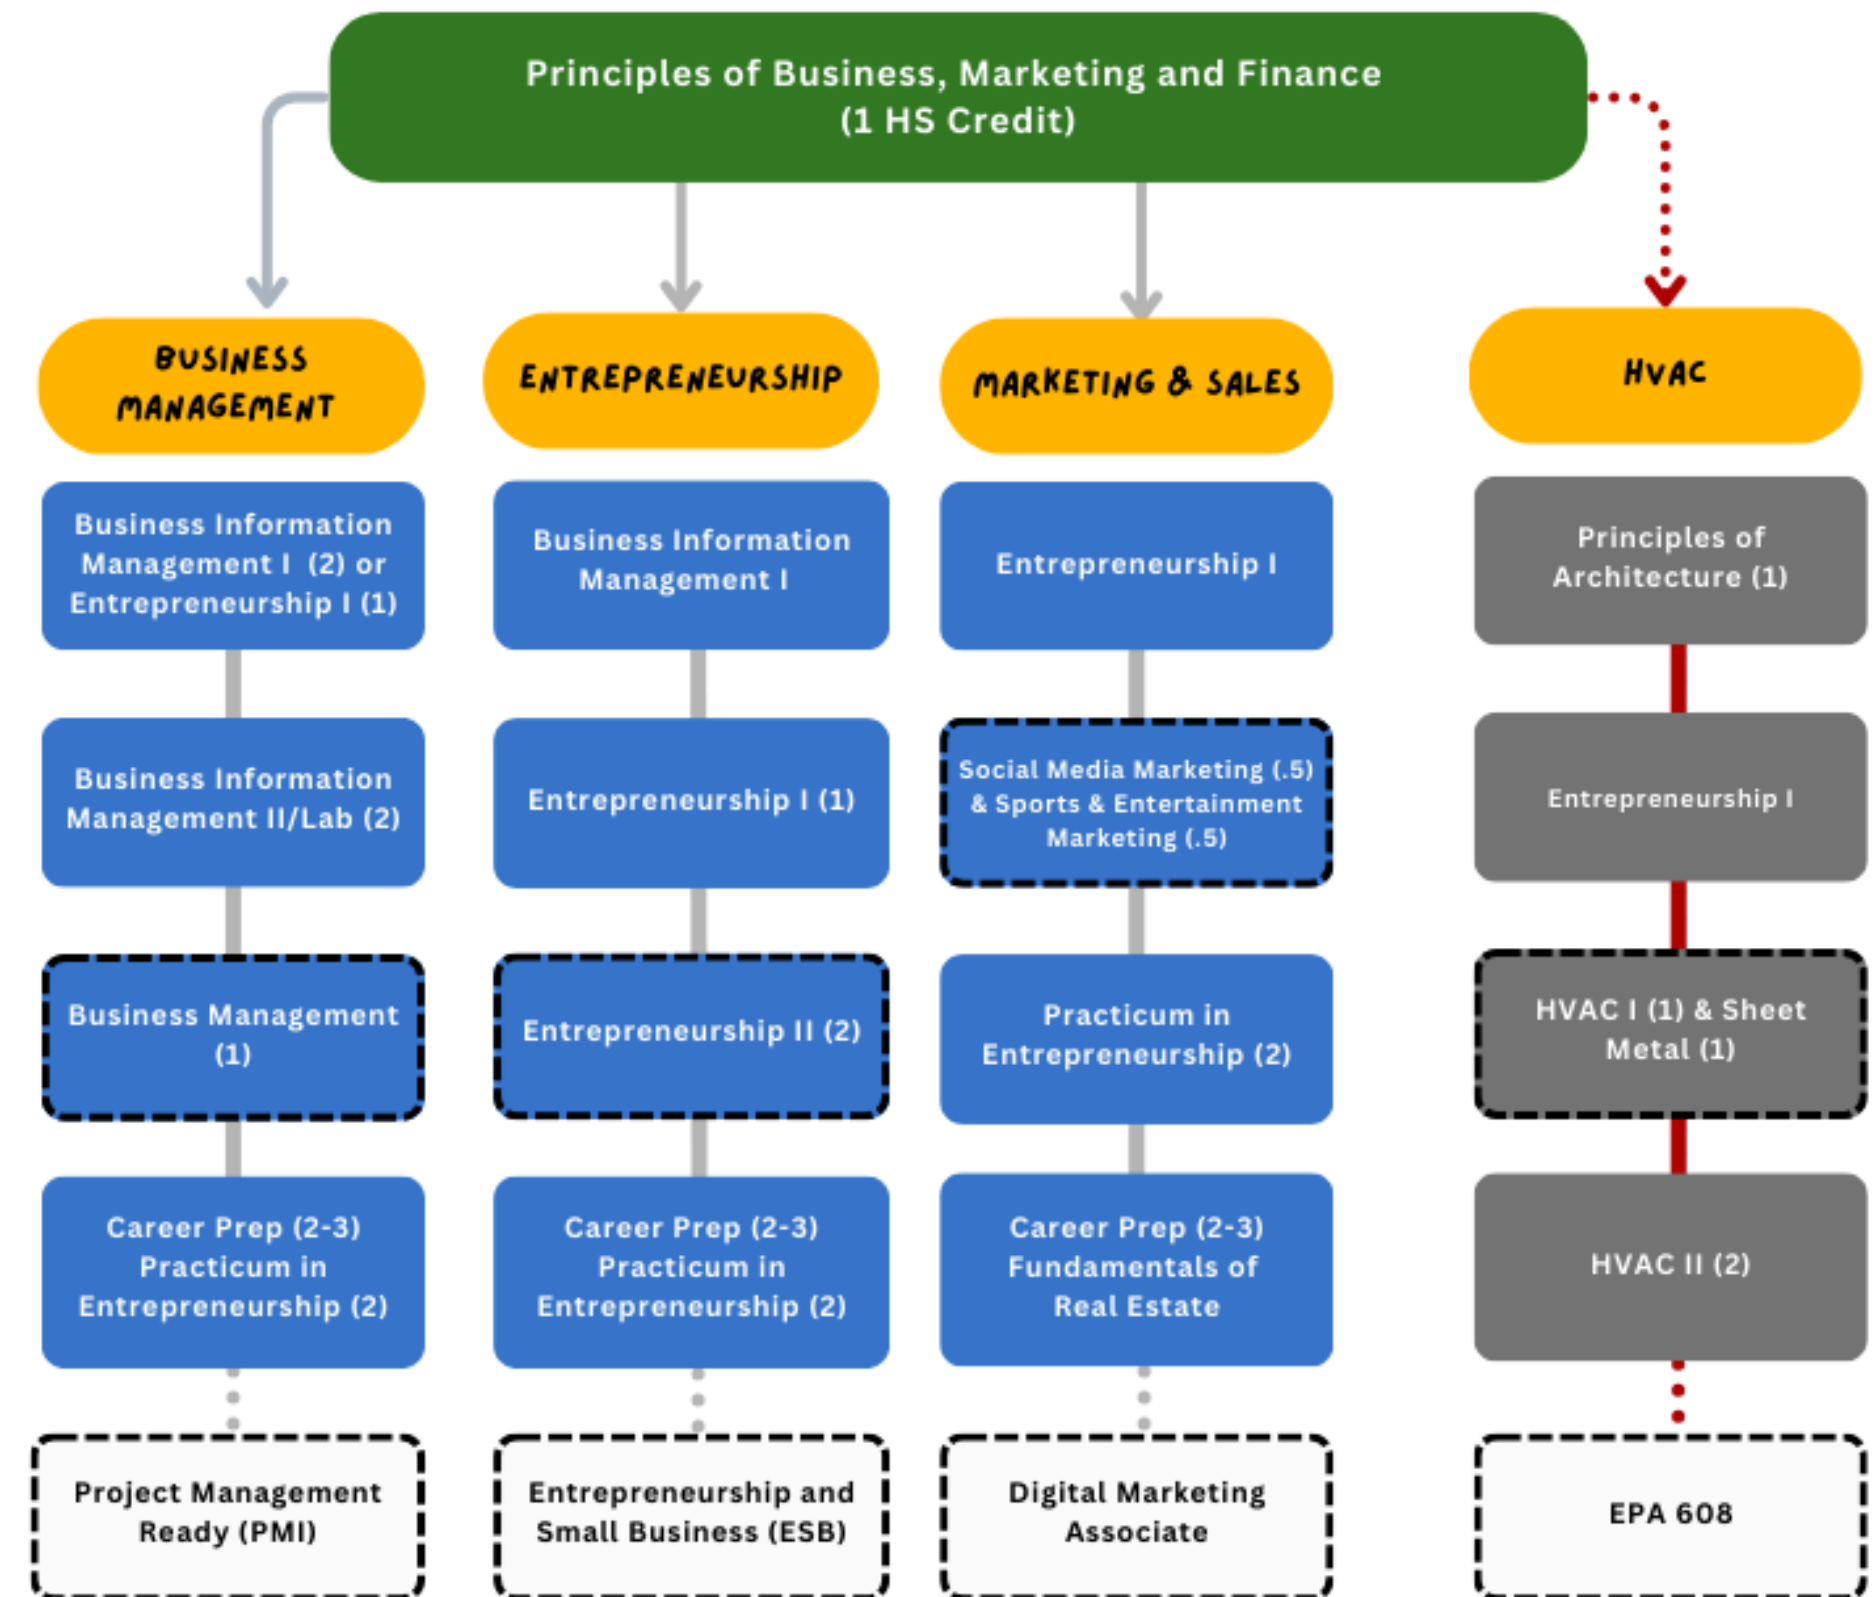 Principles of Business, Marketing and Finance
(1 HS Credit)
BUSINESS
MANAGEMENT
Business Information
Management I (2) or
Entrepreneurship I (1)
Business Information
Management II/Lab (2)
Business Management
(1)
Career Prep (2-3)
Practicum in
Entrepreneurship (2)
Project Management
Ready (PMI)
ENTREPRENEURSHIP
Business Information
Management I
Entrepreneurship I (1)
Entrepreneurship II (2)
Career Prep (2-3)
Practicum in
Entrepreneurship (2)
Entrepreneurship and
Small Business (ESB)
MARKETING & SALES
Entrepreneurship I
Social Media Marketing (.5)
& Sports & Entertainment
Marketing (.5)
Practicum in
Entrepreneurship (2)
Career Prep (2-3)
Fundamentals of
Real Estate
Digital Marketing
Associate
HVAC
Principles of
Architecture (1)
Entrepreneurship I
HVAC I (1) & Sheet
Metal (1)
HVAC II (2)
EPA 608